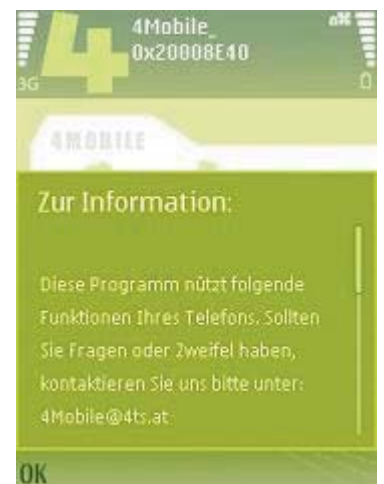 4
4Mobile_
0x20008E40
3G
4MOBILE
Zur Information:
Diese Programm nützt folgende
Funktionen Ihres Telefons. Sollten
Sie Fragen oder Zweifel haben,
kontaktieren Sie uns bitte unter:
4Mobile@4ts.at
OK